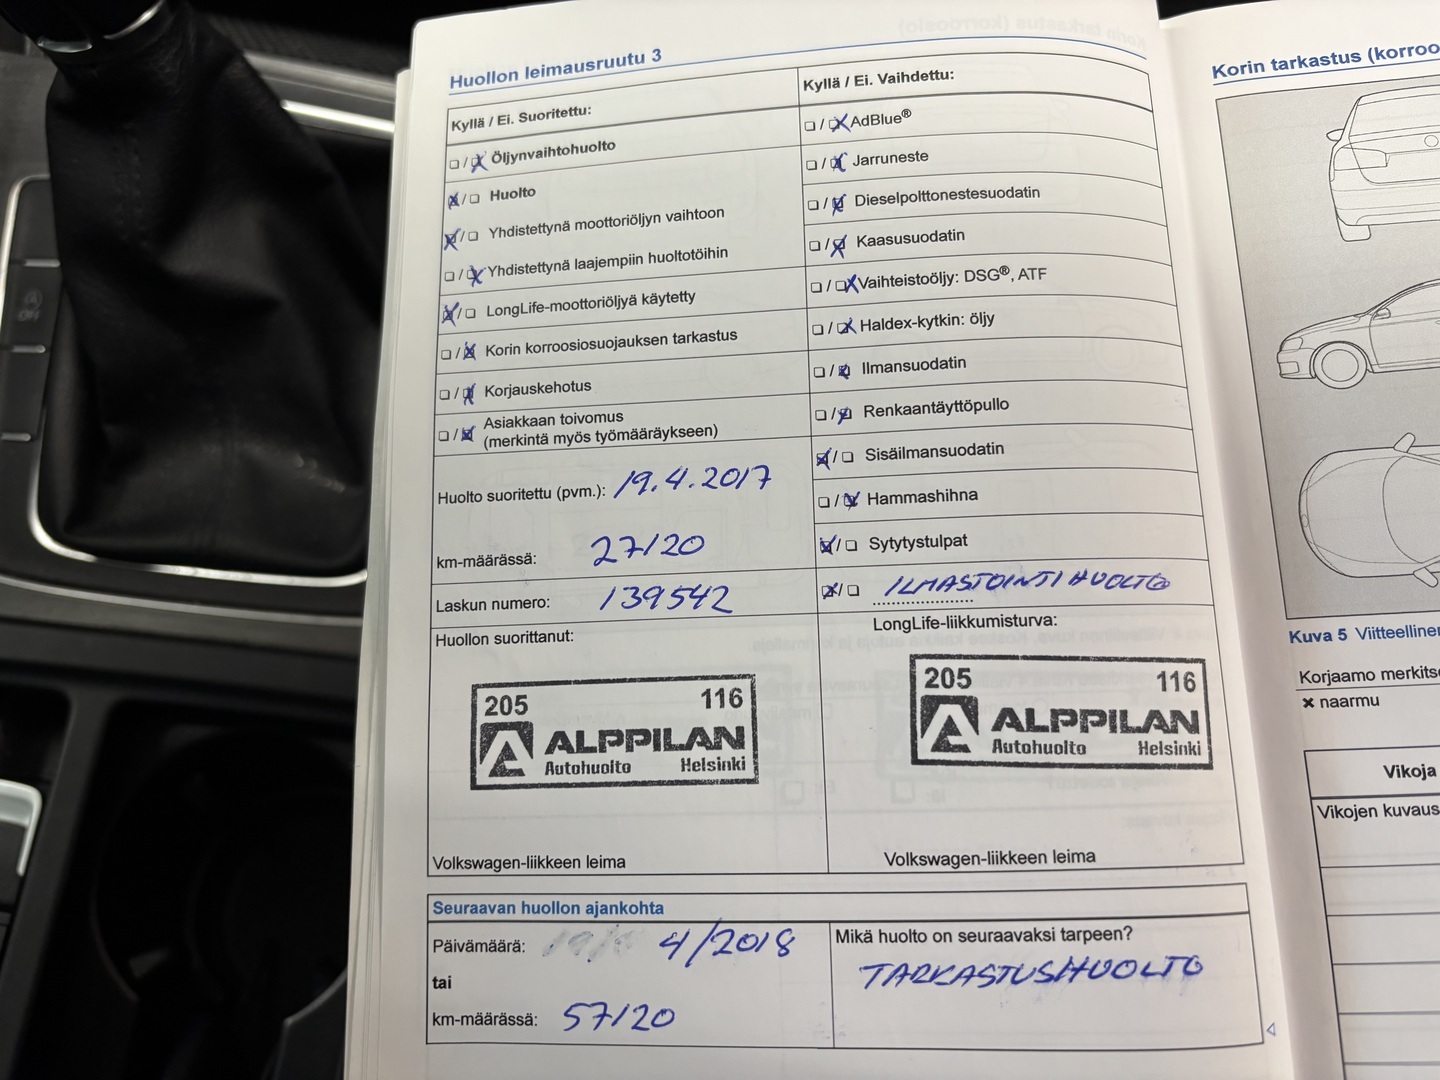 Huollon leimausruutu 3
Kyllä / Ei. Suoritettu:
Öljynvaihtohuolto
Huolto
Yhdistettynä moottoriöljyn vaihtoon
Yhdistettynä laajempiin huoltotöihin
LongLife-moottoriöljyä käytetty
Korin korroosiosuojauksen tarkastus
Korjauskehotus
Asiakkaan toivomus
(merkintä myös työmääräykseen)
Huolto suoritettu (pvm.): 19.4.2017
km-määrässä: 27120
Laskun numero: 139542
Huollon suorittanut:
205 116
ALPPILAN
Autohuolto Helsinki
Volkswagen-liikkeen leima
Kyllä / Ei. Vaihdettu:
AdBlue®
Jarruneste
Dieselpolttonestesuodatin
Kaasusuodatin
Vaihteistoöljy: DSG®, ATF
Haldex-kytkin: öljy
Ilmansuodatin
Renkaantäyttöpullo
Sisäilmansuodatin
Hammashihna
Sytytystulpat
ILMASTOINTIHUOLTO
LongLife-liikkumisturva:
205 116
ALPPILAN
Autohuolto Helsinki
Volkswagen-liikkeen leima
Seuraavan huollon ajankohta
Päivämäärä: 4/2018
tai
km-määrässä: 57120
Mikä huolto on seuraavaksi tarpeen?
TARKASTUSHUOLTO
Korin tarkastus (korroo
Kuva 5 Viitteelliner
Korjaamo merkits
× naarmu
Vikoja
Vikojen kuvaus